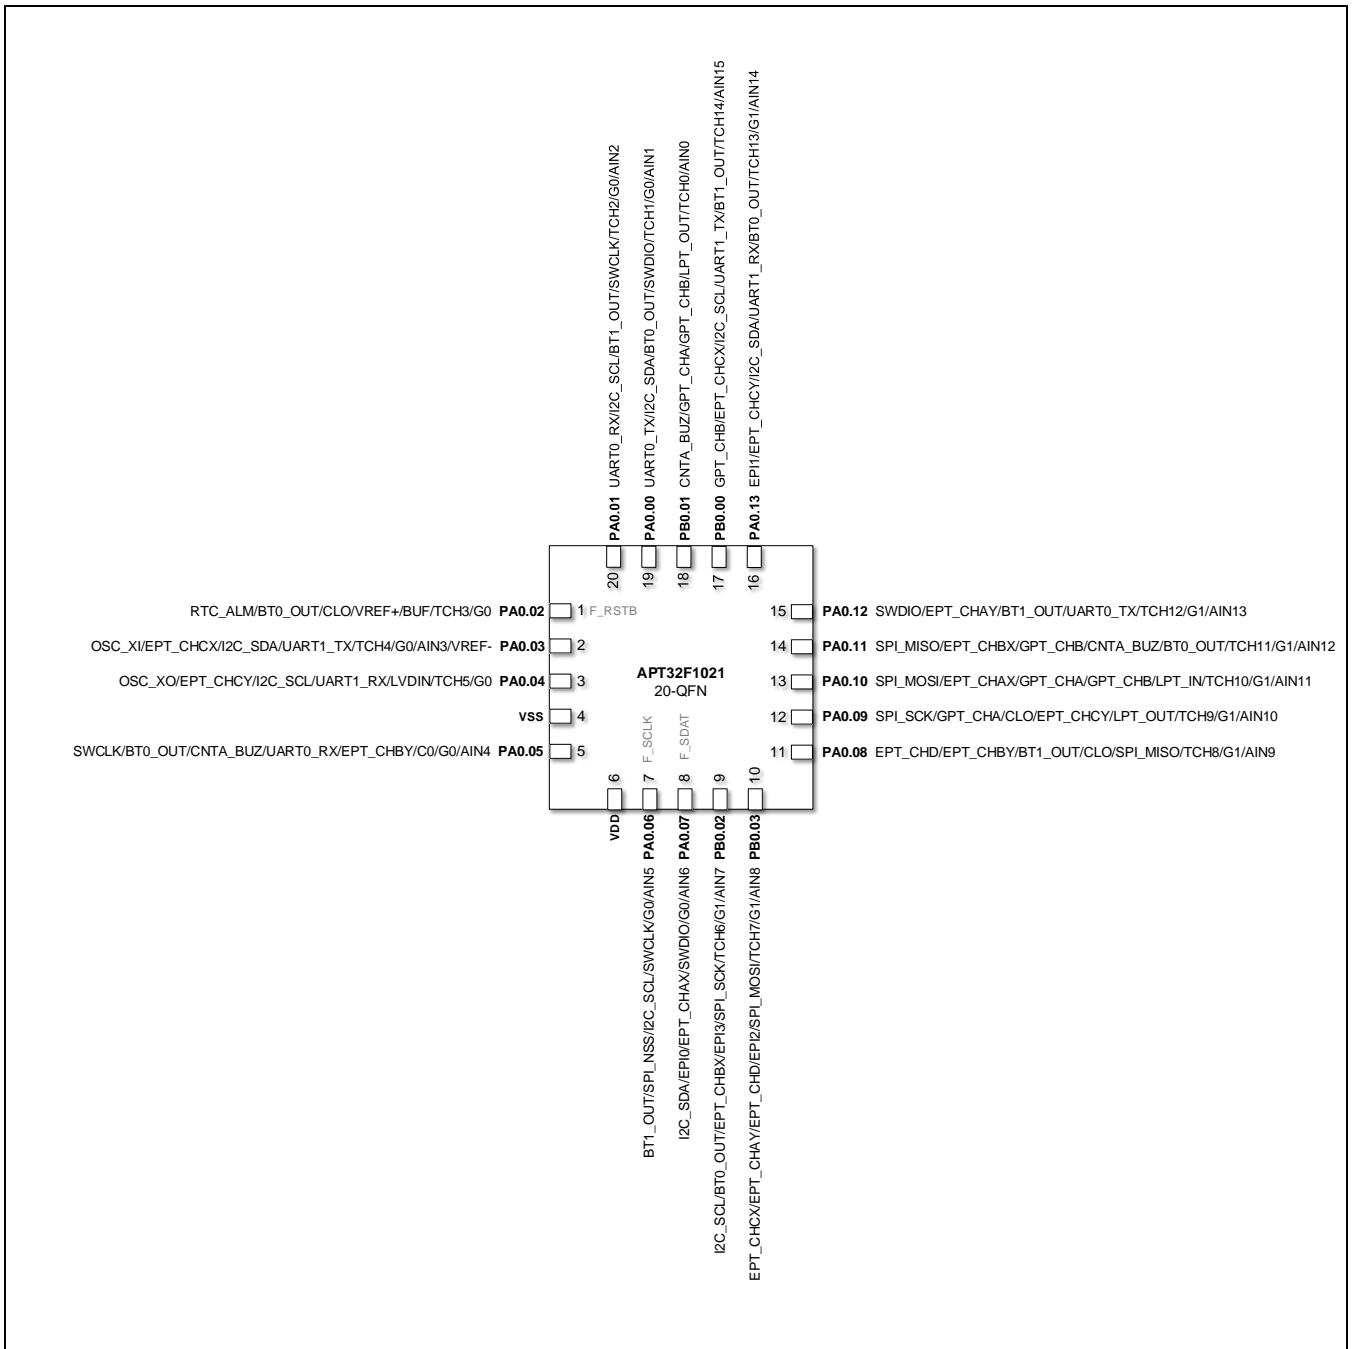 PA0.01 UART0_RX/I2C_SCL/BT1_OUT/SWCLK/TCH2/G0/AIN2
PA0.00 UART0_TX/I2C_SDA/BT0_OUT/SWDIO/TCH1/G0/AIN1
PB0.01 CNTA_BUZ/GPT_CHA/GPT_CHB/LPT_OUT/TCH0/AIN0
PB0.00 GPT_CHB/EPT_CHCX/I2C_SCL/UART1_TX/BT1_OUT/TCH14/AIN15
PA0.13 EPI1/EPT_CHCY/I2C_SDA/UART1_RX/BT0_OUT/TCH13/G1/AIN14
20
19
18
17
16
RTC_ALM/BT0_OUT/CLO/VREF+/BUF/TCH3/G0 PA0.02 1 F_RSTB
OSC_XI/EPT_CHCX/I2C_SDA/UART1_TX/TCH4/G0/AIN3/VREF- PA0.03 2
OSC_XO/EPT_CHCY/I2C_SCL/UART1_RX/LVDIN/TCH5/G0 PA0.04 3
VSS 4
SWCLK/BT0_OUT/CNTA_BUZ/UART0_RX/EPT_CHBY/C0/G0/AIN4 PA0.05 5
APT32F1021
20-QFN
15 PA0.12 SWDIO/EPT_CHAY/BT1_OUT/UART0_TX/TCH12/G1/AIN13
14 PA0.11 SPI_MISO/EPT_CHBX/GPT_CHB/CNTA_BUZ/BT0_OUT/TCH11/G1/AIN12
13 PA0.10 SPI_MOSI/EPT_CHAX/GPT_CHA/GPT_CHB/LPT_IN/TCH10/G1/AIN11
12 PA0.09 SPI_SCK/GPT_CHA/CLO/EPT_CHCY/LPT_OUT/TCH9/G1/AIN10
11 PA0.08 EPT_CHD/EPT_CHBY/BT1_OUT/CLO/SPI_MISO/TCH8/G1/AIN9
F_SCLK
F_SDAT
6
7
8
9
10
VDD
BT1_OUT/SPI_NSS/I2C_SCL/SWCLK/G0/AIN5 PA0.06
I2C_SDA/EPI0/EPT_CHAX/SWDIO/G0/AIN6 PA0.07
I2C_SCL/BT0_OUT/EPT_CHBX/EPI3/SPI_SCK/TCH6/G1/AIN7 PB0.02
EPT_CHCX/EPT_CHAY/EPT_CHD/EPI2/SPI_MOSI/TCH7/G1/AIN8 PB0.03